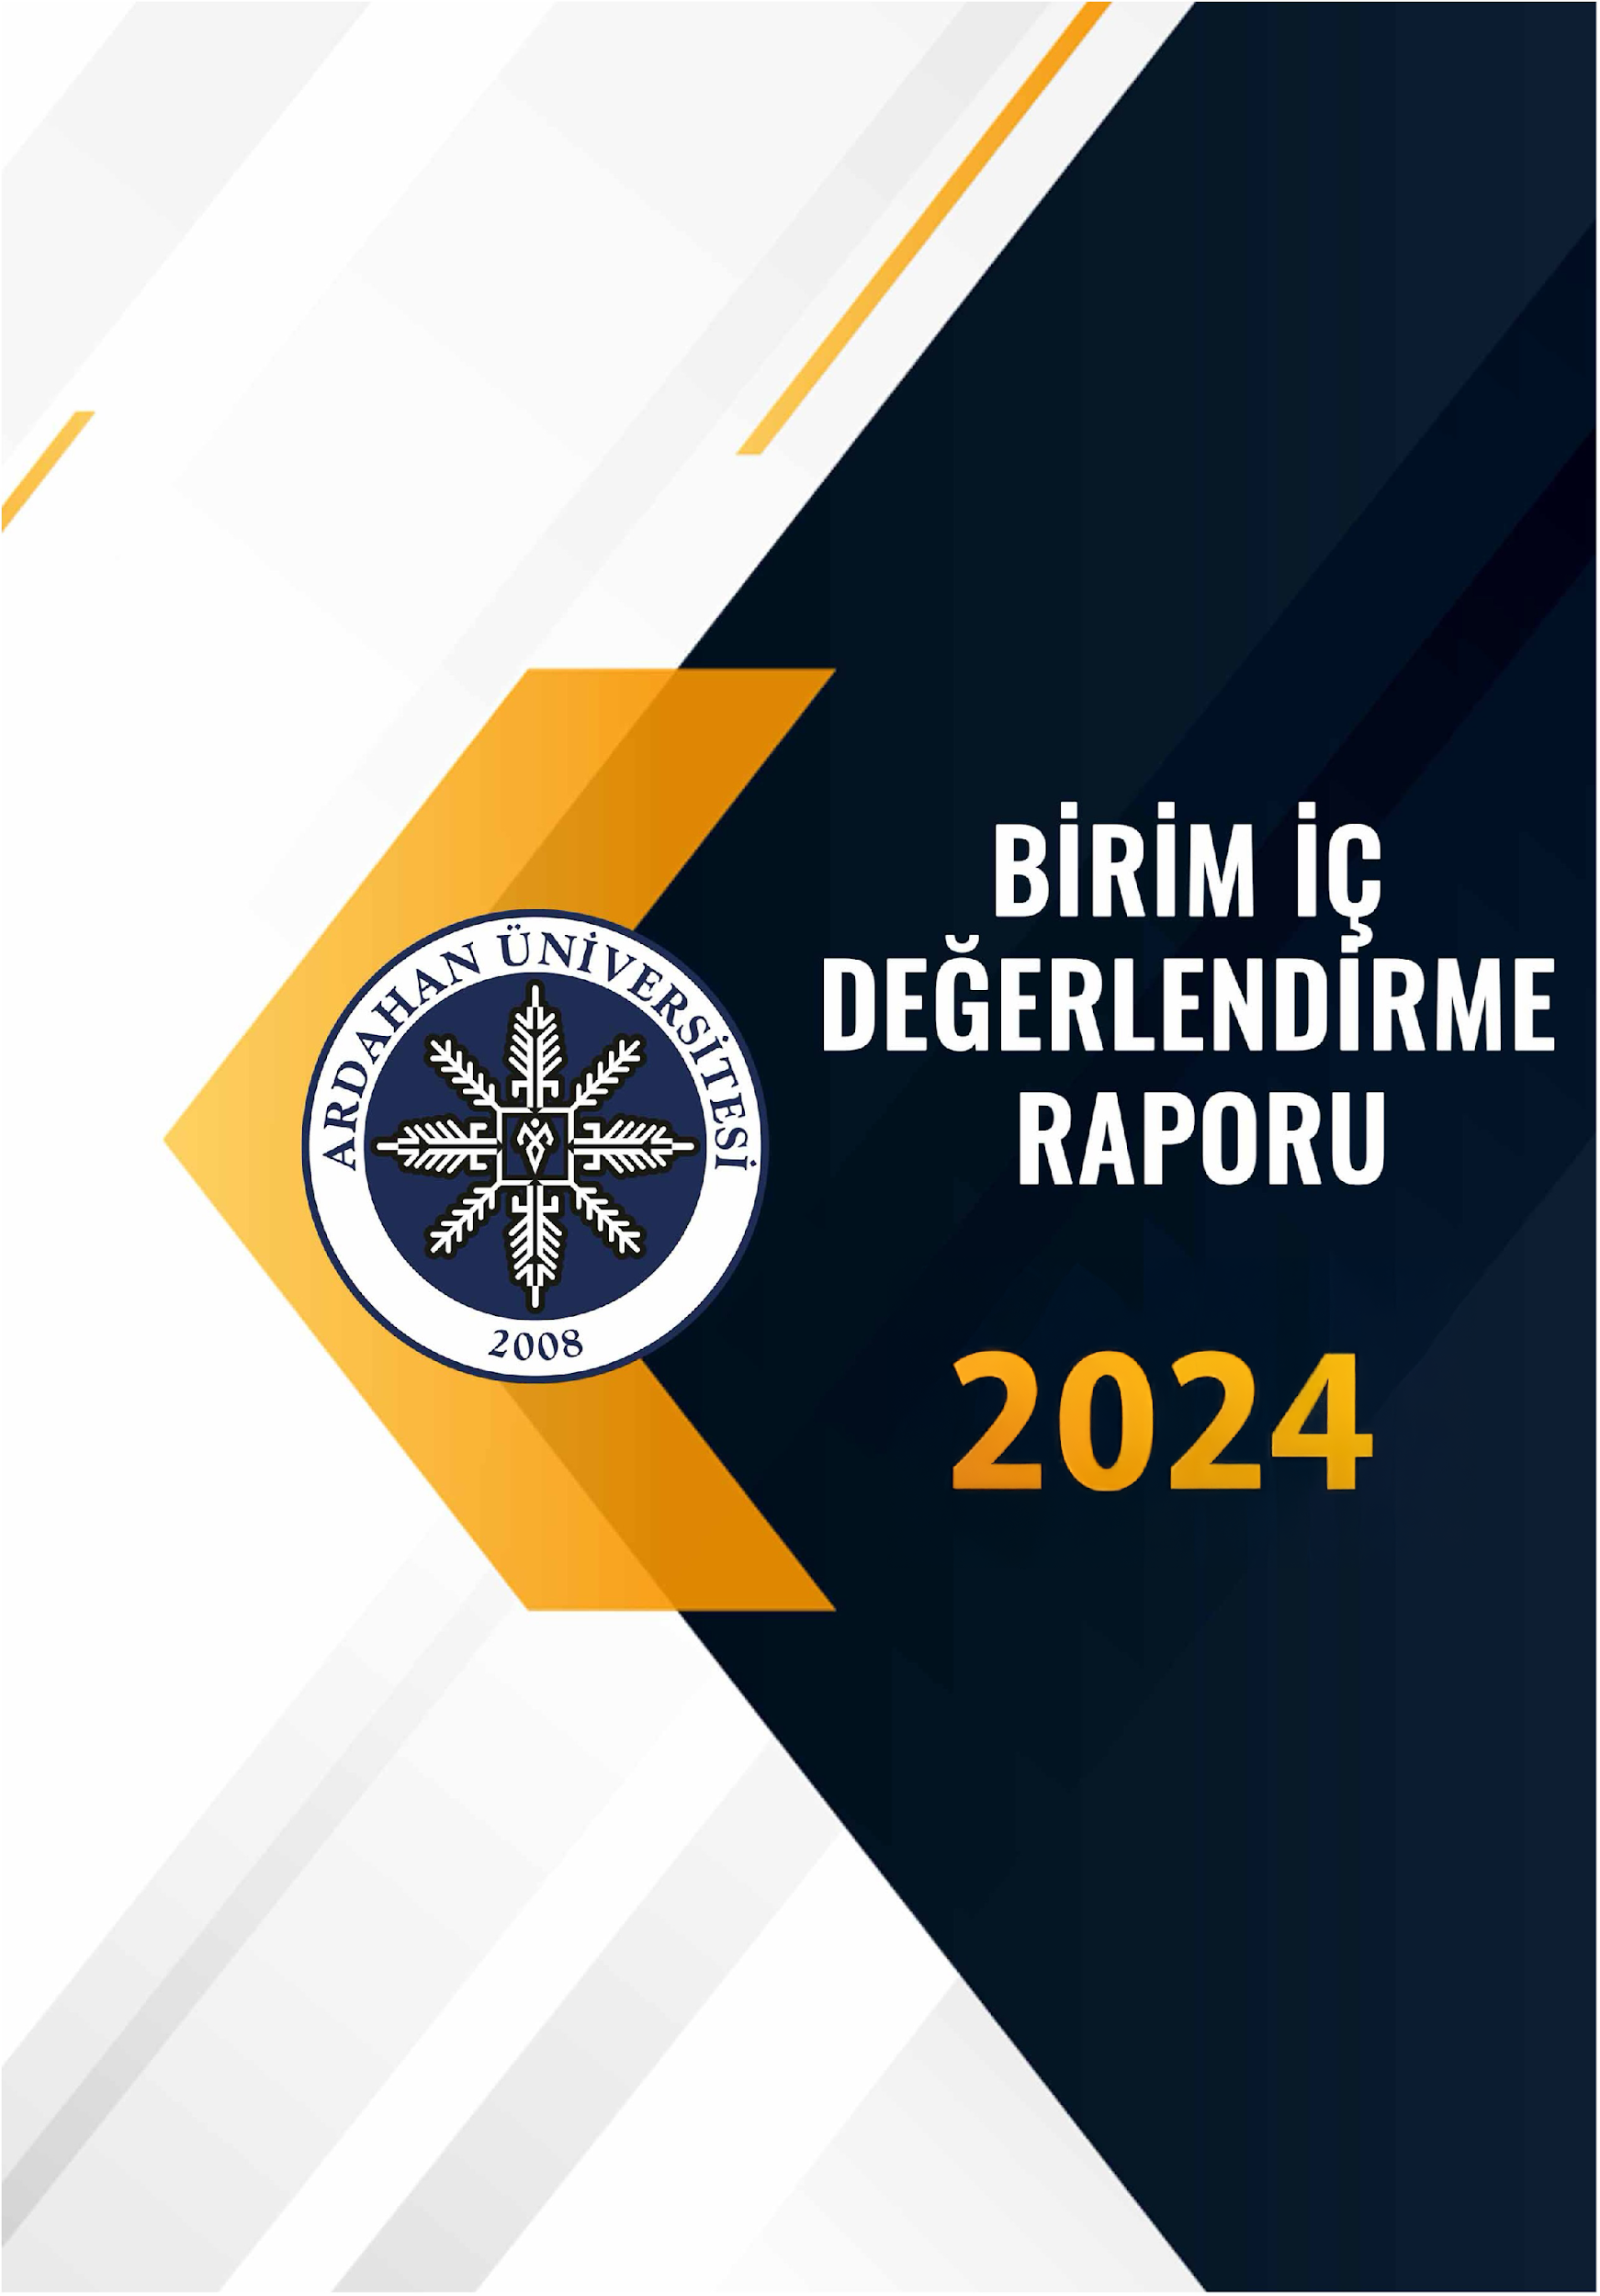 BİRİM İÇ
DEĞERLENDİRME
RAPORU
ARDAHAN ÜNİVERSİTESİ
2008
2024